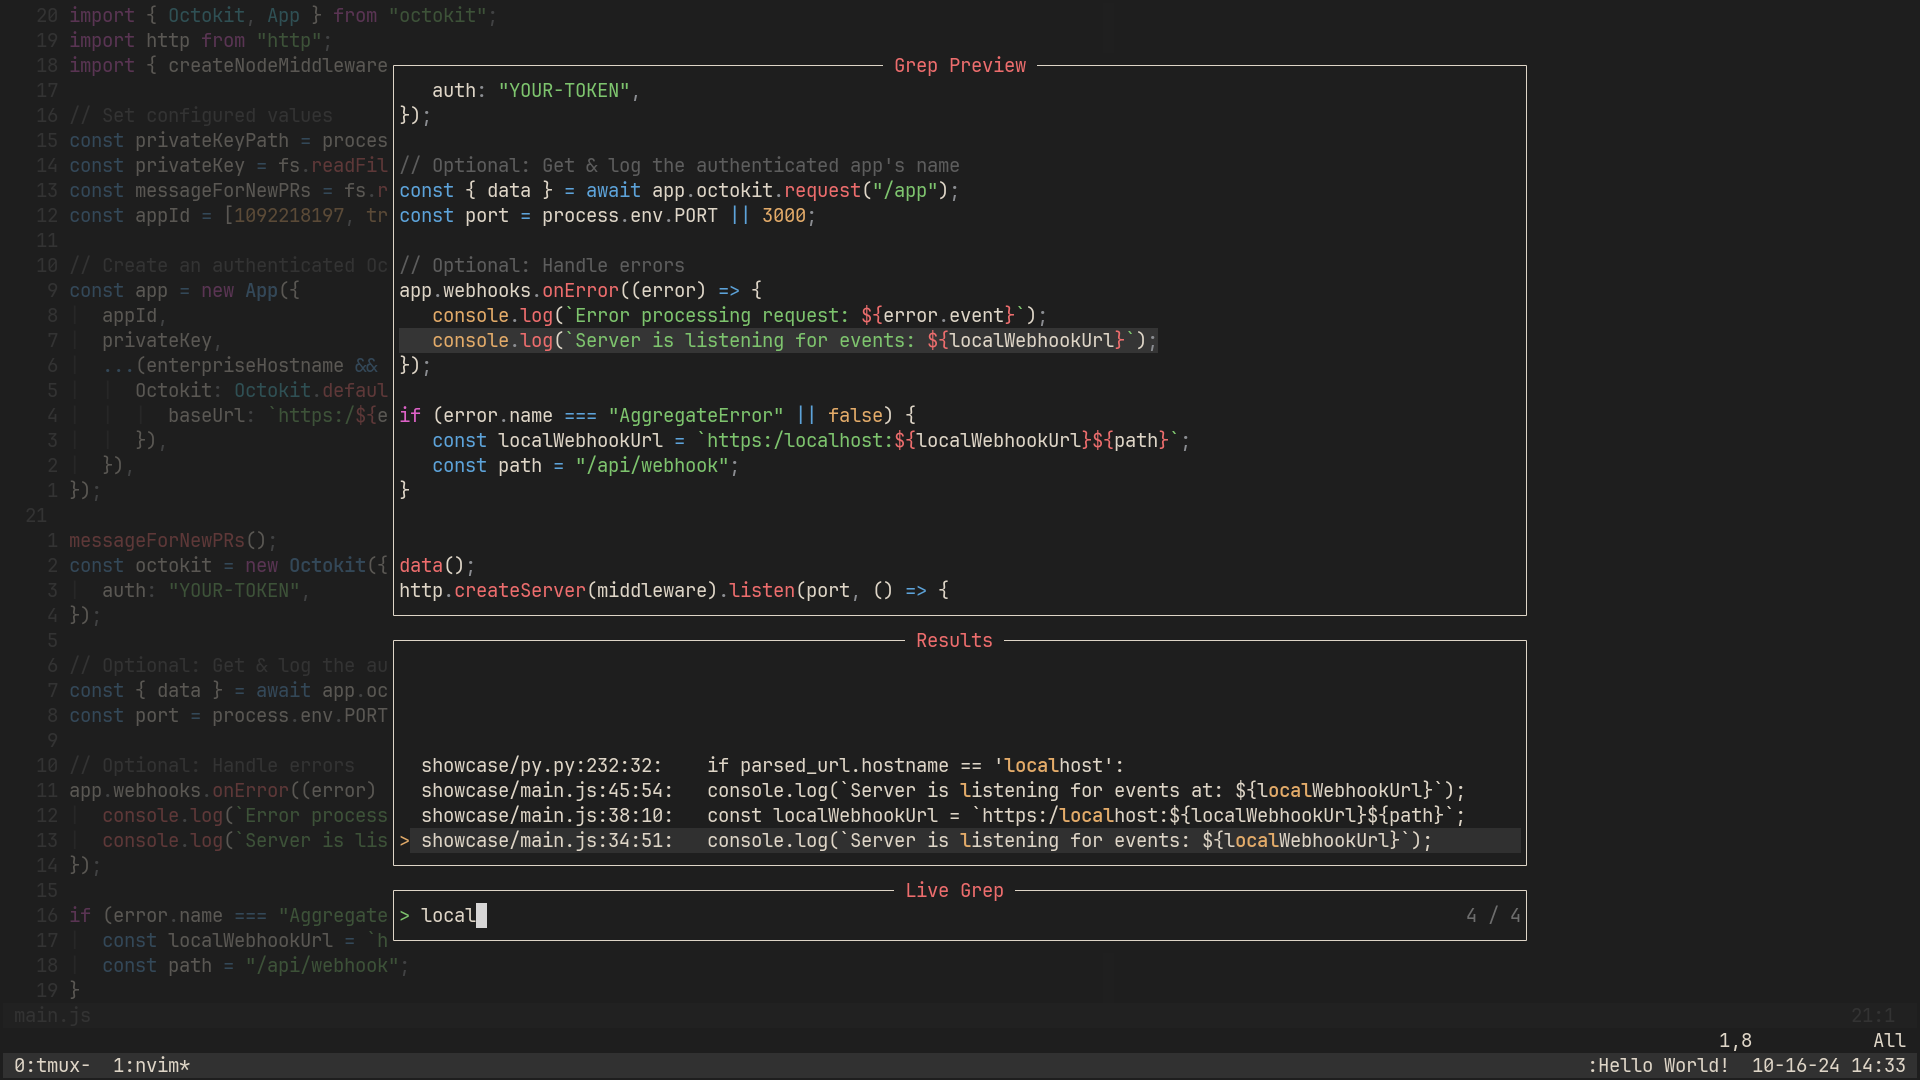 20 import { Octokit, App } from "octokit";
19 import http from "http";
18 import { createNodeMiddleware
17
16 // Set configured values
15 const privateKeyPath = proces
14 const privateKey = fs.readFil
13 const messageForNewPRs = fs.r
12 const appId = [1092218197, tr
11
10 // Create an authenticated Oc
9 const app = new App({
8 appId,
7 privateKey,
6 ...(enterpriseHostname &&
5 Octokit: Octokit.defaul
4 baseUrl: `https:/${e
3 }),
2 }),
1 });
21
1 messageForNewPRs();
2 const octokit = new Octokit({
3 auth: "YOUR-TOKEN",
4 });
5
6 // Optional: Get & log the au
7 const { data } = await app.oc
8 const port = process.env.PORT
9
10 // Optional: Handle errors
11 app.webhooks.onError((error)
12 console.log(`Error process
13 console.log(`Server is lis
14 });
15
16 if (error.name === "Aggregate
17 const localWebhookUrl = `h
18 const path = "/api/webhook";
19 }
Grep Preview
auth: "YOUR-TOKEN",
});
// Optional: Get & log the authenticated app's name
const { data } = await app.octokit.request("/app");
const port = process.env.PORT || 3000;
// Optional: Handle errors
app.webhooks.onError((error) => {
console.log(`Error processing request: ${error.event}`);
console.log(`Server is listening for events: ${localWebhookUrl}`);
});
if (error.name === "AggregateError" || false) {
const localWebhookUrl = `https:/localhost:${localWebhookUrl}${path}`;
const path = "/api/webhook";
}
data();
http.createServer(middleware).listen(port, () => {
Results
showcase/py.py:232:32: if parsed_url.hostname == 'localhost':
showcase/main.js:45:54: console.log(`Server is listening for events at: ${localWebhookUrl}`);
showcase/main.js:38:10: const localWebhookUrl = `https:/localhost:${localWebhookUrl}${path}`;
> showcase/main.js:34:51: console.log(`Server is listening for events: ${localWebhookUrl}`);
Live Grep
> local 4 / 4
main.js 21:1
1,8 All
0:tmux- 1:nvim* :Hello World! 10-16-24 14:33